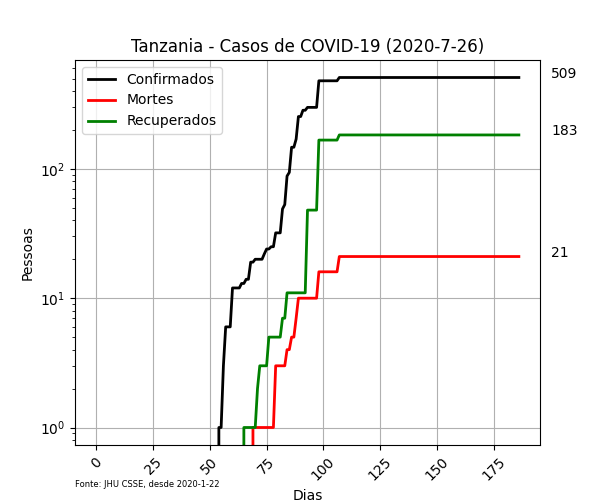 Tanzania - Casos de COVID-19 (2020-7-26)
Confirmados
Mortes
Recuperados
509
183
21
10²
10¹
10⁰
Pessoas
0 25 50 75 100 125 150 175
Fonte: JHU CSSE, desde 2020-1-22
Dias